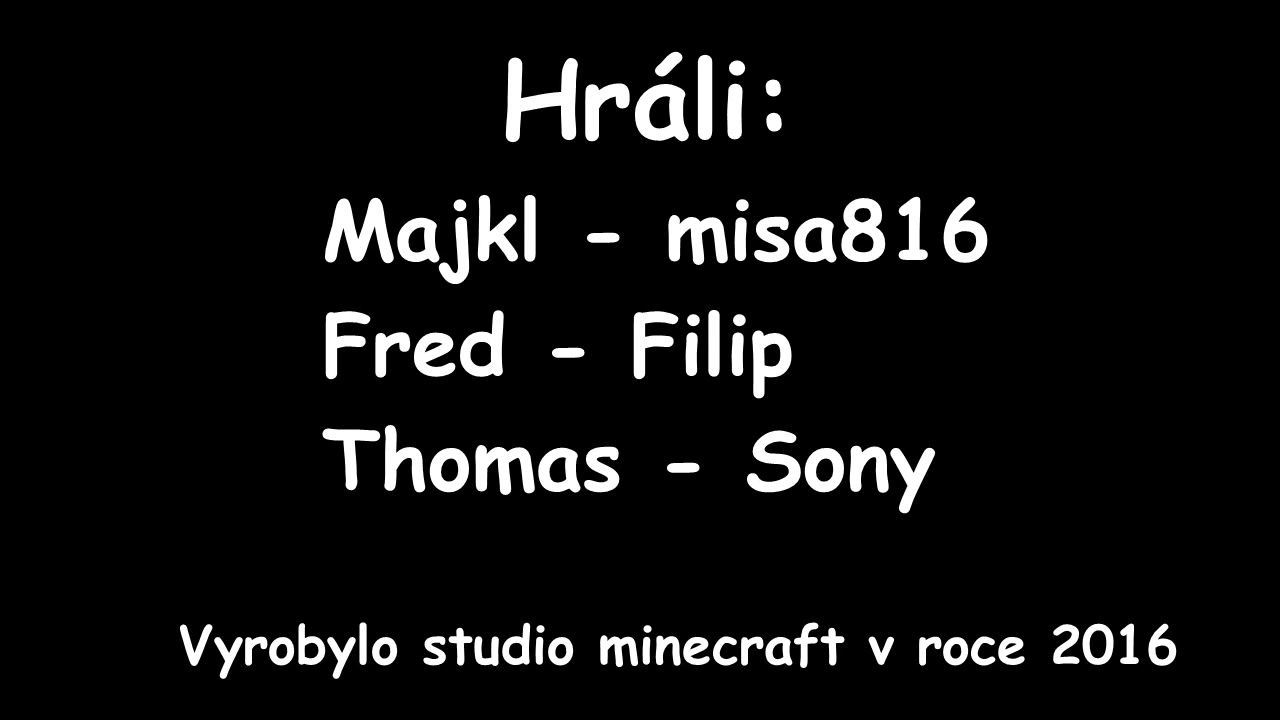 Hráli:
Majkl - misa816
Fred - Filip
Thomas - Sony
Vyrobylo studio minecraft v roce 2016